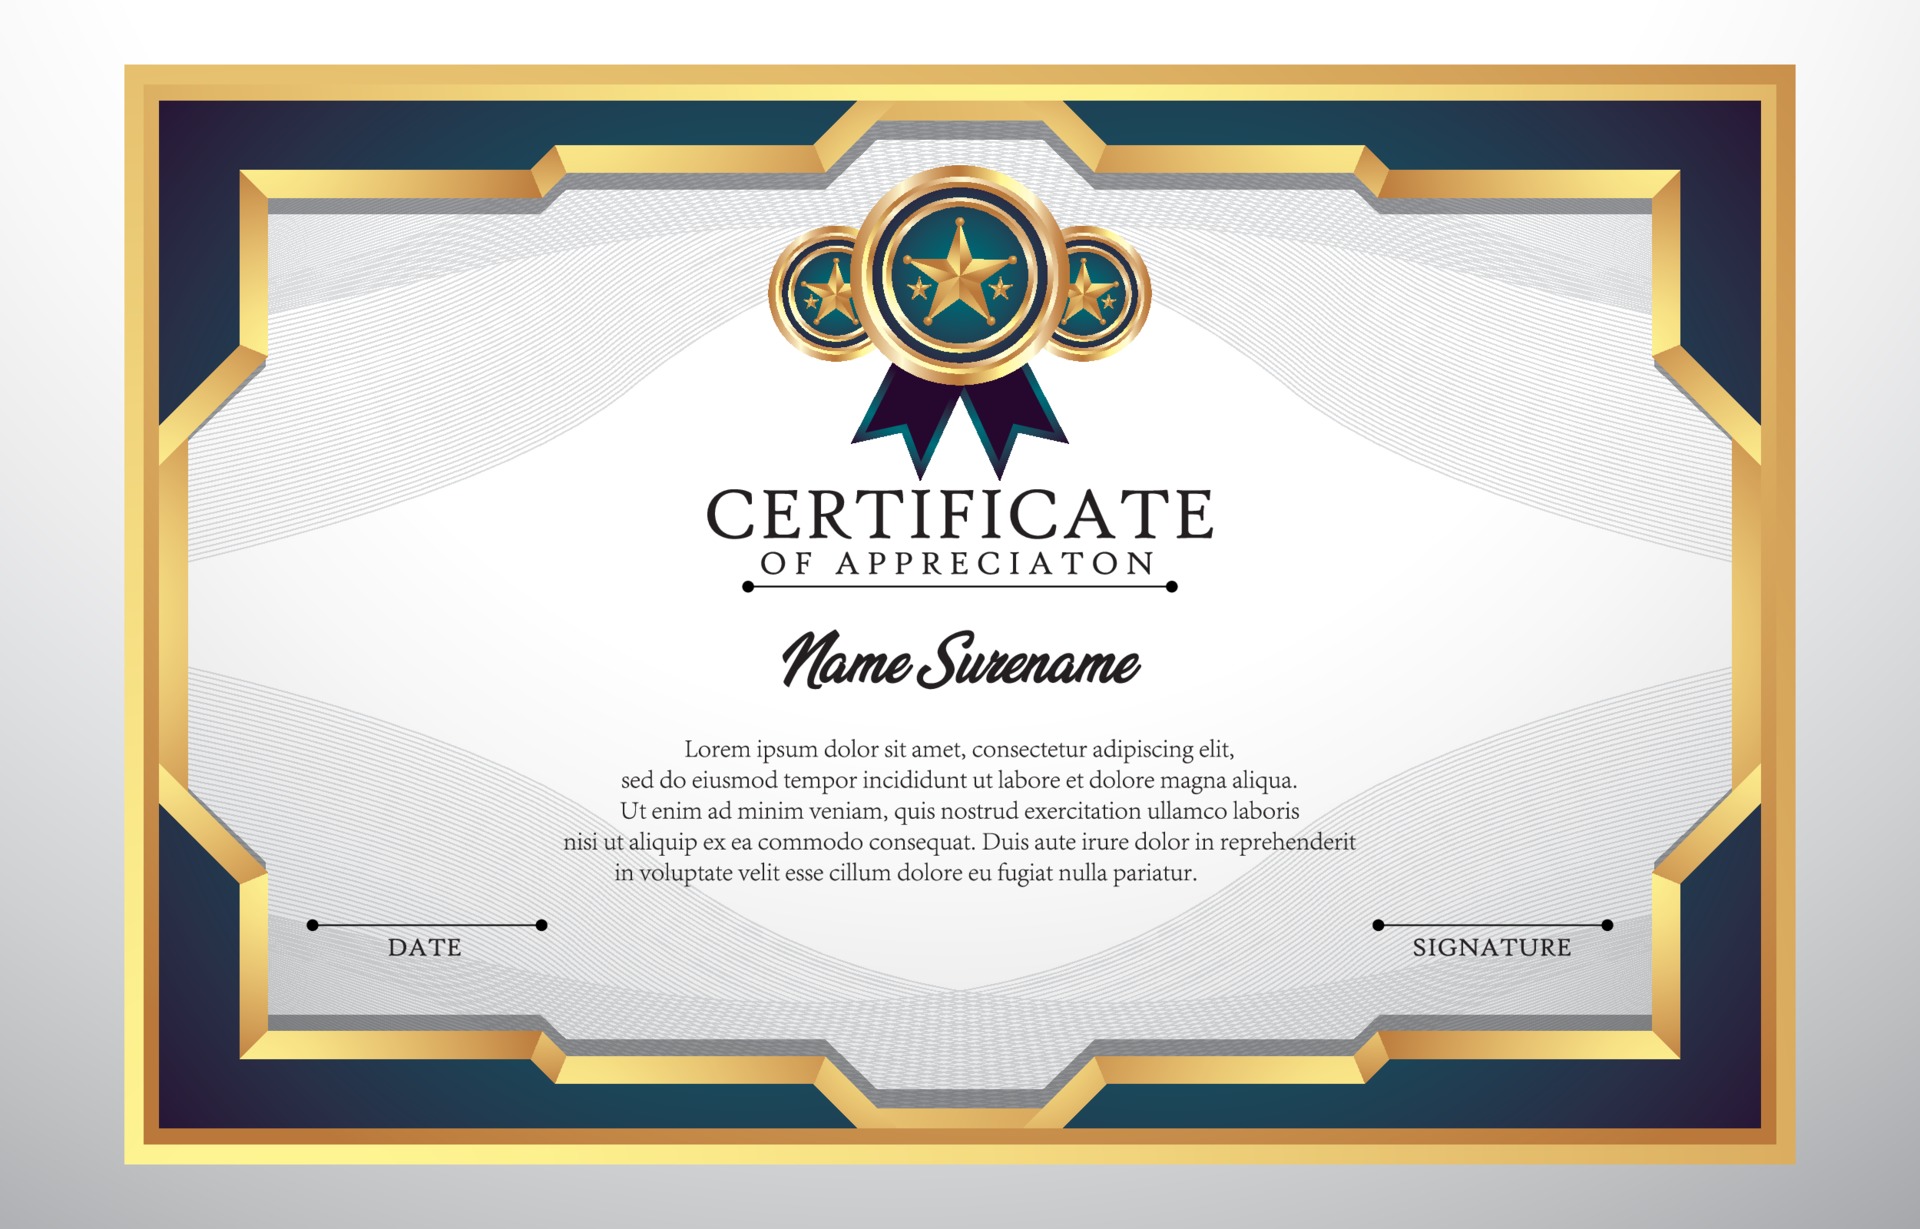 CERTIFICATE
OF APPRECIATON
Name Surename
Lorem ipsum dolor sit amet, consectetur adipiscing elit,
sed do eiusmod tempor incididunt ut labore et dolore magna aliqua.
Ut enim ad minim veniam, quis nostrud exercitation ullamco laboris
nisi ut aliquip ex ea commodo consequat. Duis aute irure dolor in reprehenderit
in voluptate velit esse cillum dolore eu fugiat nulla pariatur.
DATE
SIGNATURE